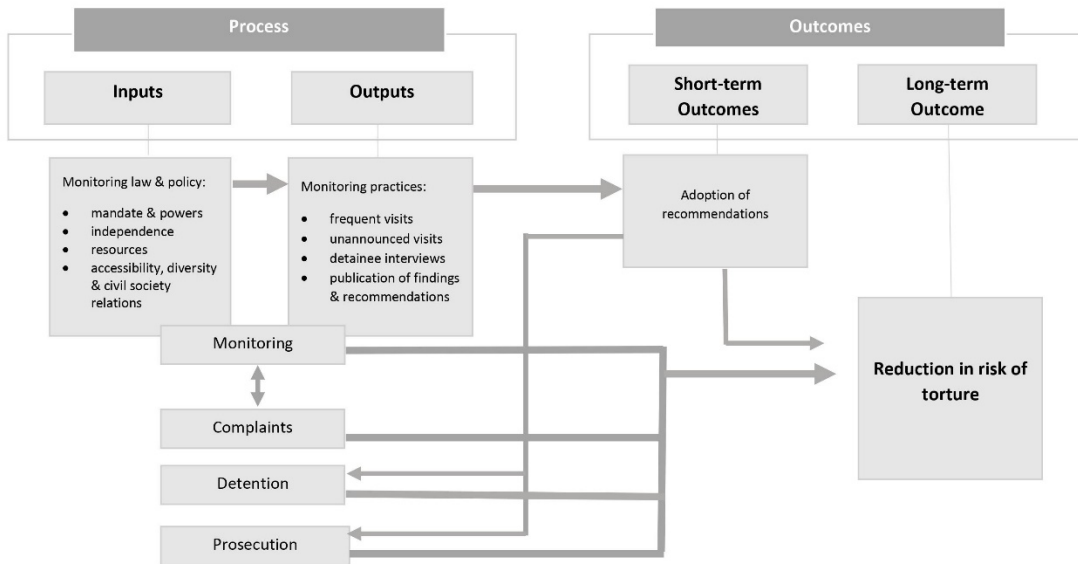 Process
Outcomes
Inputs
Outputs
Short-term
Outcomes
Long-term
Outcome
Monitoring law & policy:
• mandate & powers
• independence
• resources
• accessibility, diversity
& civil society
relations
Monitoring practices:
• frequent visits
• unannounced visits
• detainee interviews
• publication of findings
& recommendations
Adoption of
recommendations
Monitoring
Complaints
Detention
Prosecution
Reduction in risk of
torture